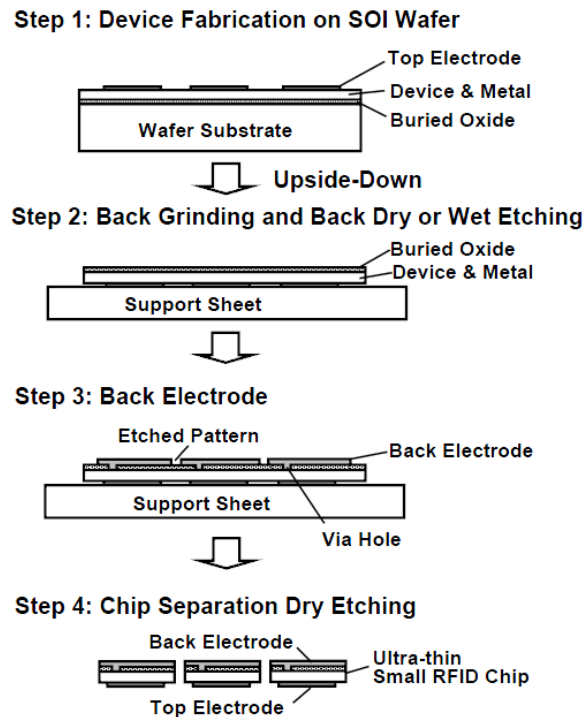 Step 1: Device Fabrication on SOI Wafer
Top Electrode
Device & Metal
Buried Oxide
Wafer Substrate
Upside-Down
Step 2: Back Grinding and Back Dry or Wet Etching
Buried Oxide
Device & Metal
Support Sheet
Step 3: Back Electrode
Etched Pattern
Back Electrode
Support Sheet
Via Hole
Step 4: Chip Separation Dry Etching
Back Electrode
Ultra-thin
Small RFID Chip
Top Electrode